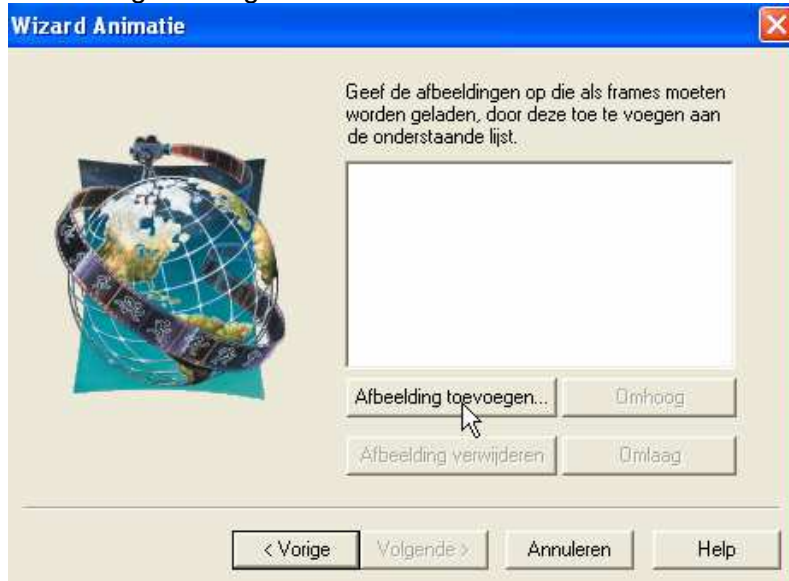 Wizard Animatie
Geef de afbeeldingen op die als frames moeten
worden geladen, door deze toe te voegen aan
de onderstaande lijst.
Afbeelding toevoegen...
Omhoog
Afbeelding verwijderen
Omlaag
< Vorige
Volgende >
Annuleren
Help